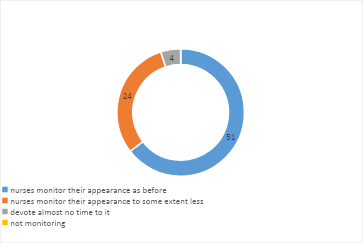 4
24
51
nurses monitor their appearance as before
nurses monitor their appearance to some extent less
devote almost no time to it
not monitoring